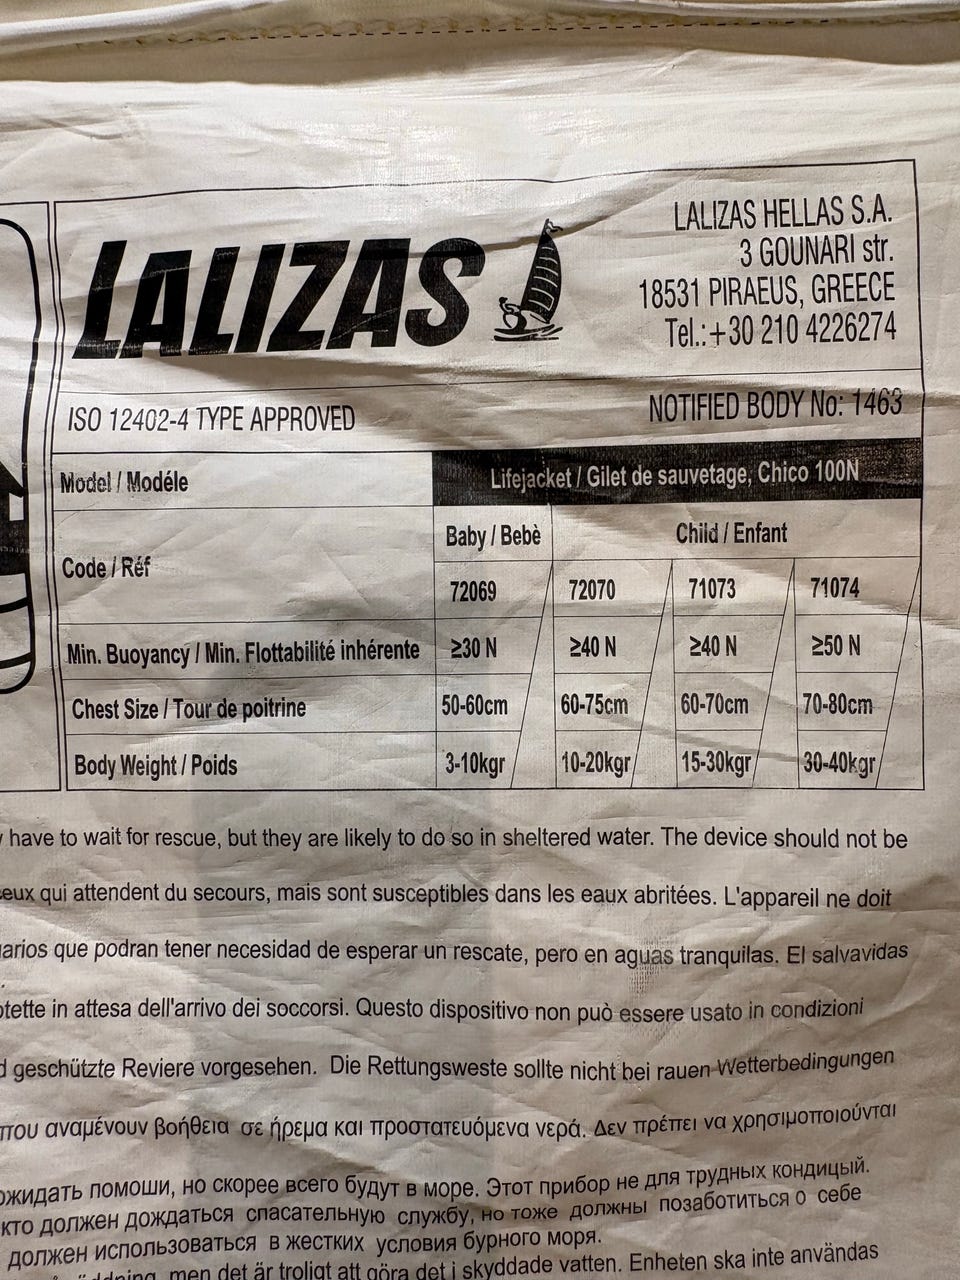 LALIZAS
LALIZAS HELLAS S.A.
3 GOUNARI str.
18531 PIRAEUS, GREECE
Tel.:+30 210 4226274
ISO 12402-4 TYPE APPROVED NOTIFIED BODY No: 1463
Model / Modéle Lifejacket / Gilet de sauvetage, Chico 100N
Baby / Bebè Child / Enfant
Code / Réf 72069 72070 71073 71074
Min. Buoyancy / Min. Flottabilité inhérente ≥30 N ≥40 N ≥40 N ≥50 N
Chest Size / Tour de poitrine 50-60cm 60-75cm 60-70cm 70-80cm
Body Weight / Poids 3-10kgr 10-20kgr 15-30kgr 30-40kgr
have to wait for rescue, but they are likely to do so in sheltered water. The device should not be
ceux qui attendent du secours, mais sont susceptibles dans les eaux abritées. L'appareil ne doit
que podran tener necesidad de esperar un rescate, pero en aguas tranquilas. El salvavidas
in attesa dell'arrivo dei soccorsi. Questo dispositivo non può essere usato in condizioni
geschützte Reviere vorgesehen. Die Rettungsweste sollte nicht bei rauen Wetterbedingungen
που αναμένουν βοήθεια σε ήρεμα και προστατευόμενα νερά. Δεν πρέπει να χρησιμοποιούνται
ожидать помоши, но скорее всего будут в море. Этот прибор не для трудных кондицый.
кто должен дождаться спасательную службу, но тоже должны позаботиться о себе
должен использоваться в жестких условия бурного моря.
men det är troligt att göra det i skyddade vatten. Enheten ska inte användas